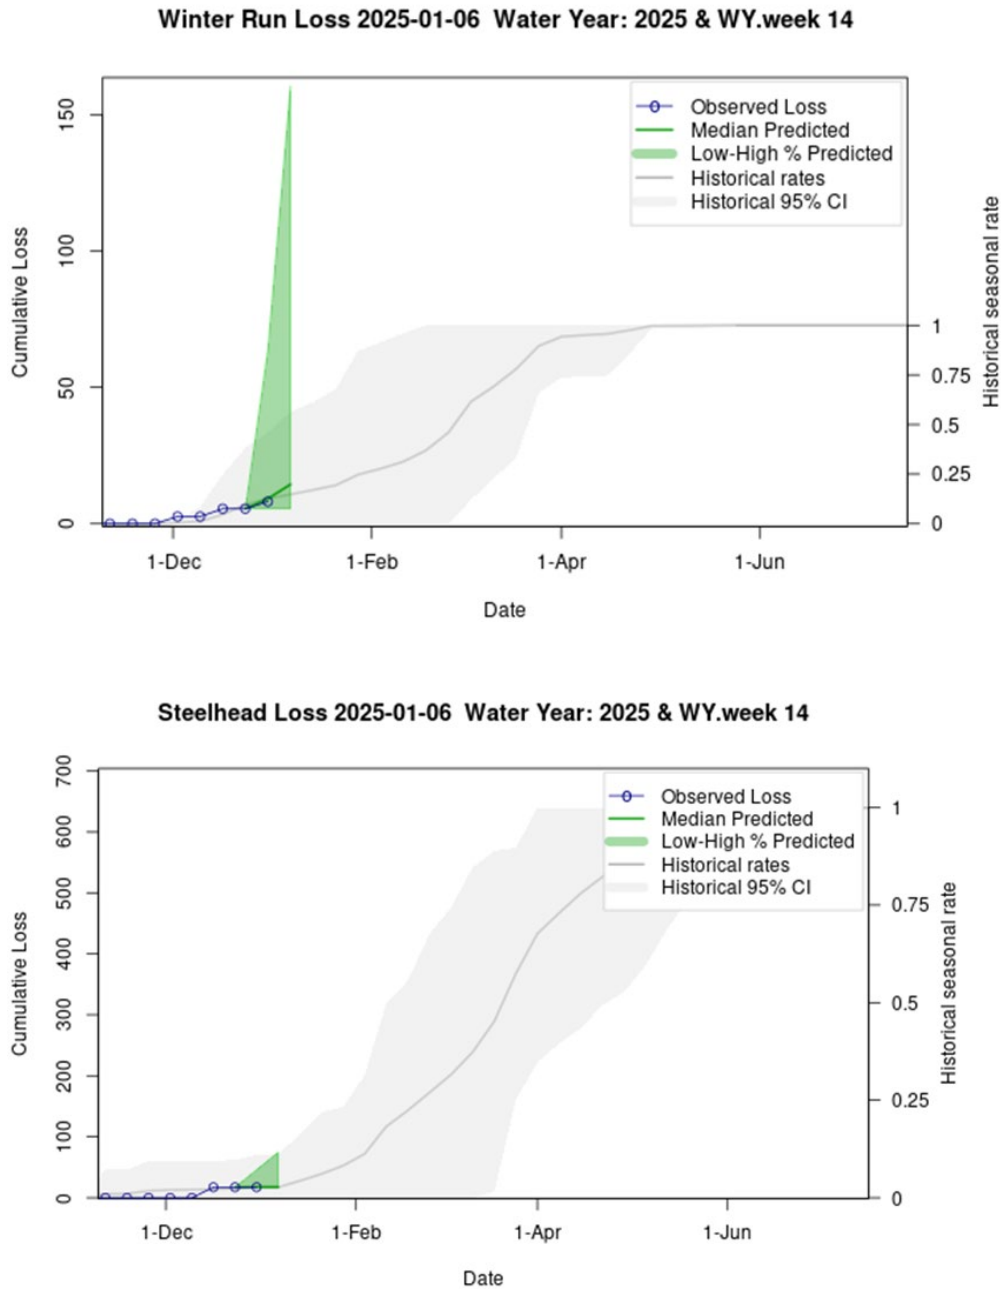 Winter Run Loss 2025-01-06 Water Year: 2025 & WY.week 14
Cumulative Loss
150
100
50
0
Observed Loss
Median Predicted
Low-High % Predicted
Historical rates
Historical 95% CI
1
0.75
0.5
0.25
0
Historical seasonal rate
1-Dec
1-Feb
1-Apr
1-Jun
Date
Steelhead Loss 2025-01-06 Water Year: 2025 & WY.week 14
Cumulative Loss
700
600
500
400
300
200
100
0
Observed Loss
Median Predicted
Low-High % Predicted
Historical rates
Historical 95% CI
1
0.75
0.5
0.25
0
Historical seasonal rate
1-Dec
1-Feb
1-Apr
1-Jun
Date